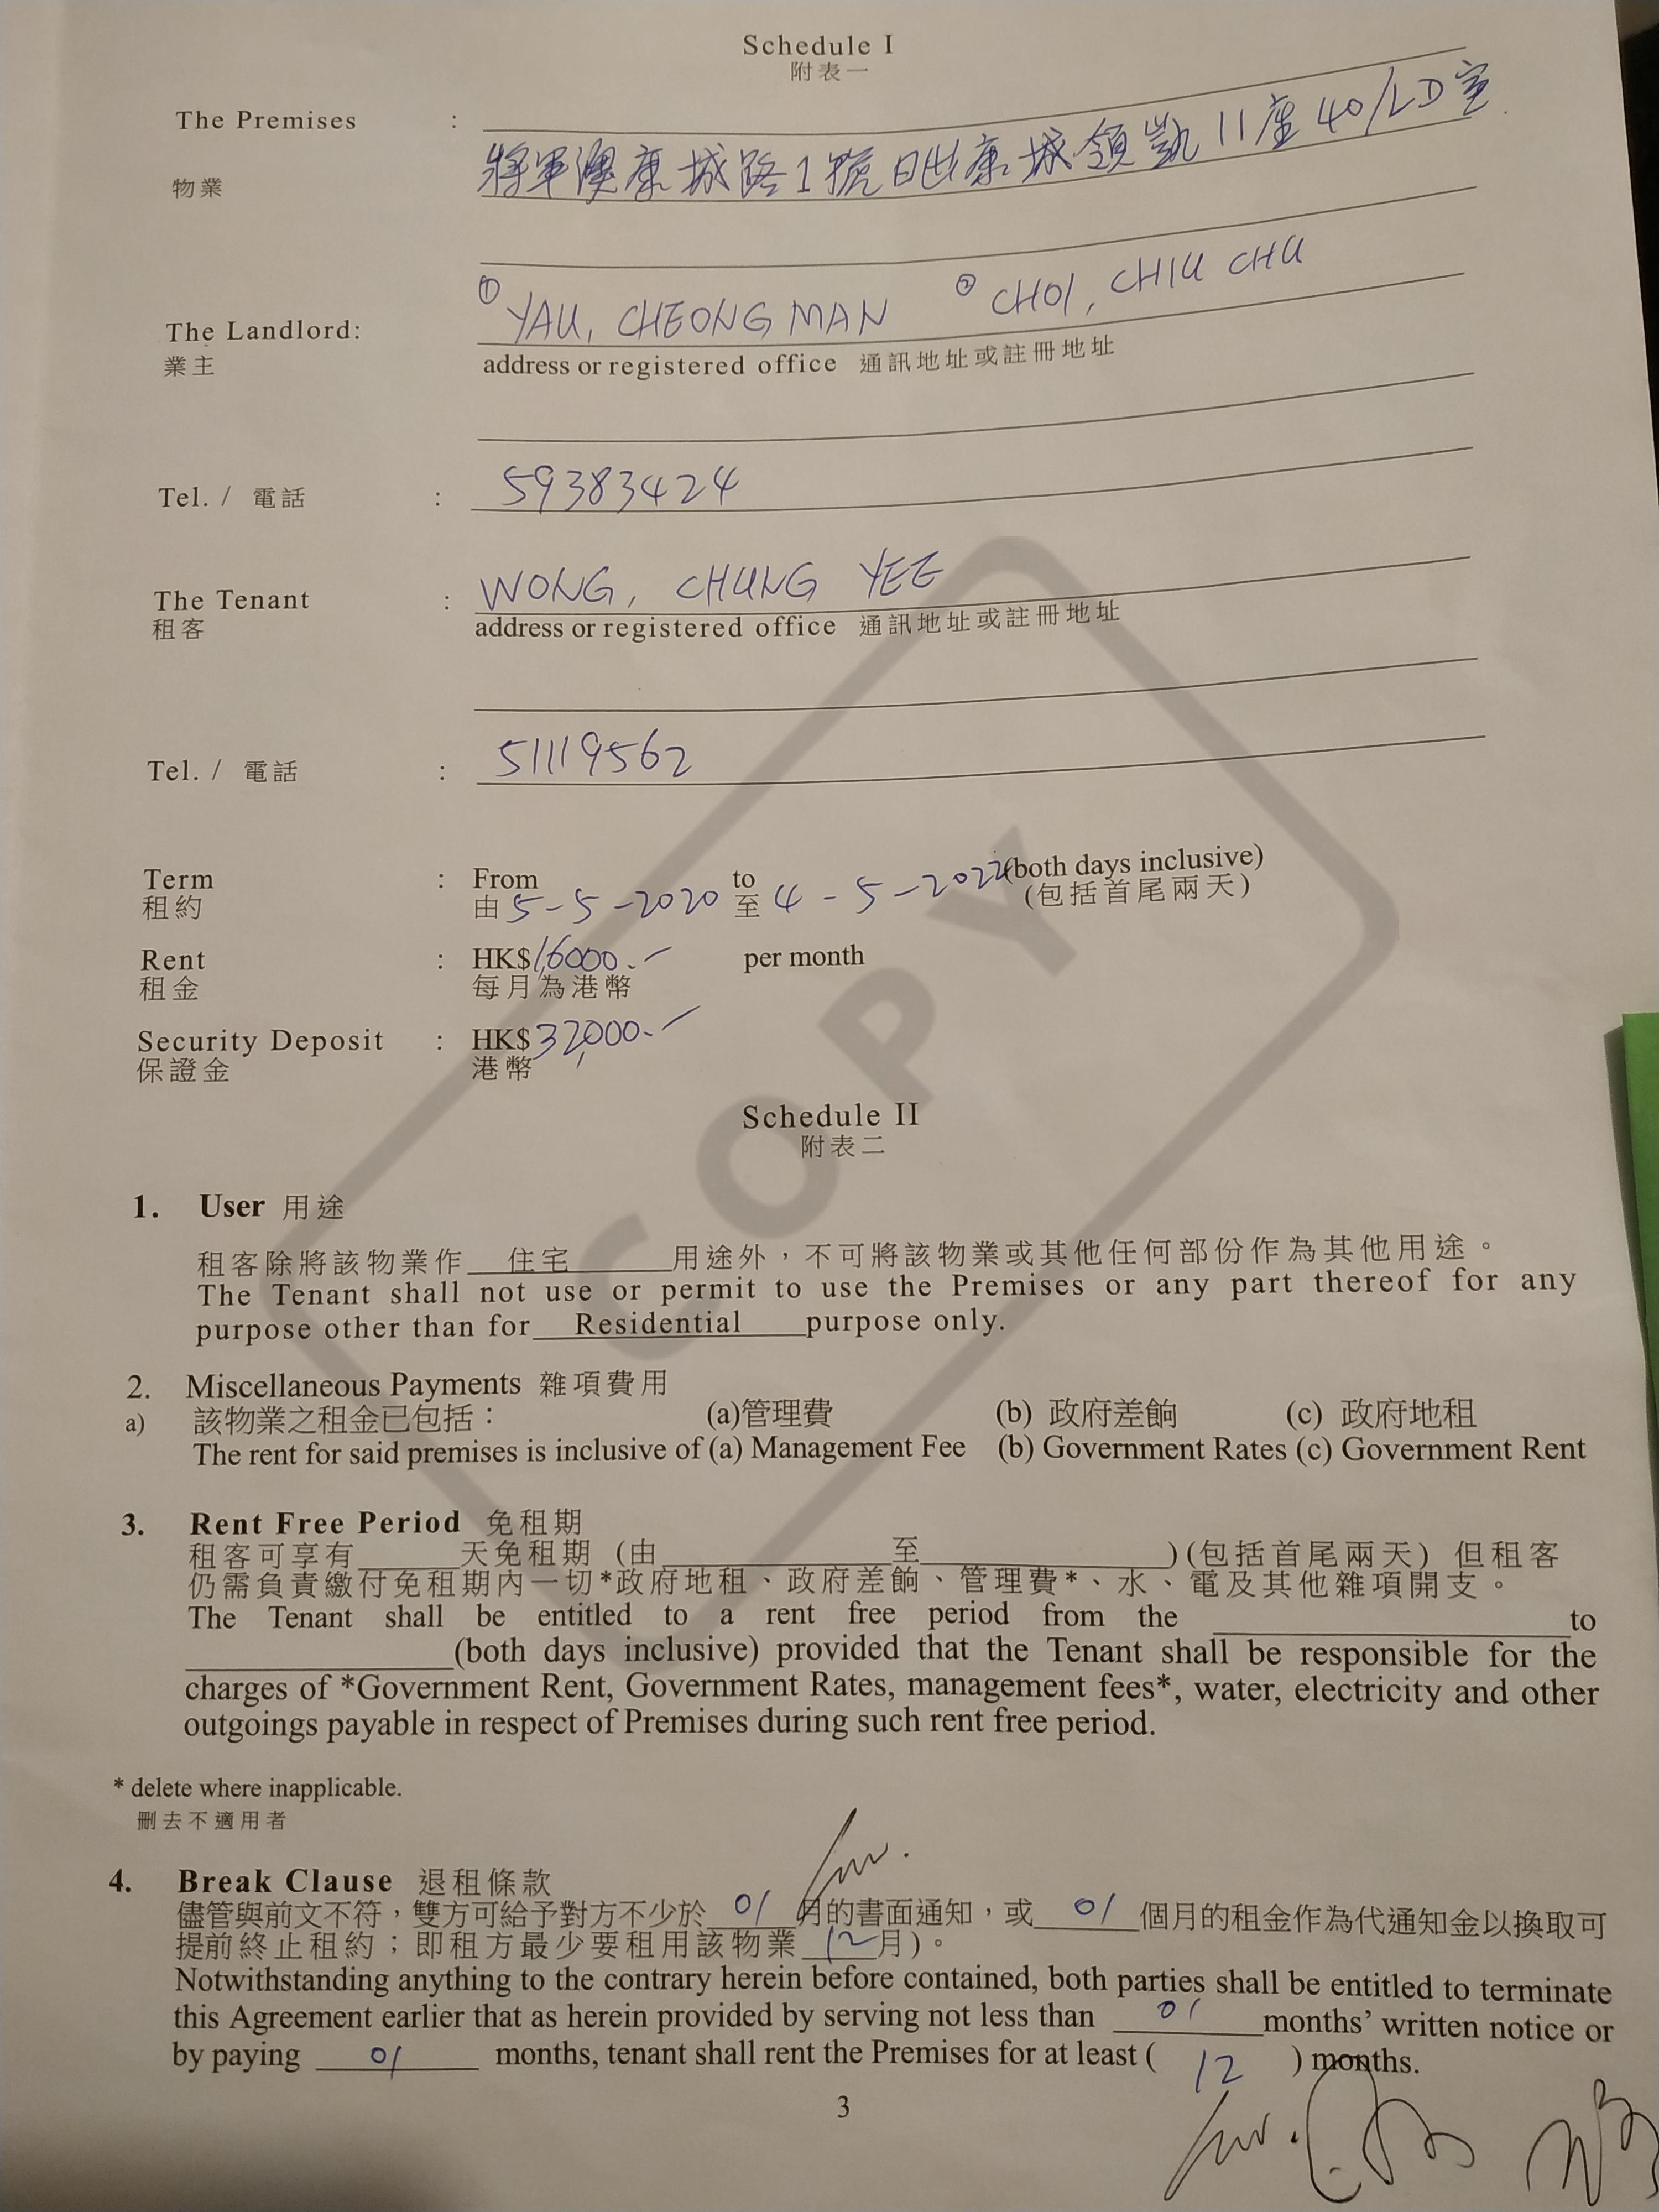 Schedule I
附表一
The Premises :
物業 將軍澳康城路1號日出康城領凱11座40/LD室
The Landlord: ① YAU, CHEONG MAN ② CHOI, CHIU CHU
業主 address or registered office 通訊地址或註冊地址
Tel. / 電話 : 59383424
The Tenant : WONG, CHUNG YEE
租客 address or registered office 通訊地址或註冊地址
Tel. / 電話 : 51119562
Term : From to (both days inclusive)
租約 由 5-5-2020 至 4-5-2022 (包括首尾兩天)
Rent : HK$16000.- per month
租金 每月為港幣
Security Deposit : HK$32,000.-
保證金 港幣
Schedule II
附表二
1. User 用途
租客除將該物業作 住宅 用途外，不可將該物業或其他任何部份作為其他用途。
The Tenant shall not use or permit to use the Premises or any part thereof for any
purpose other than for Residential purpose only.
2. Miscellaneous Payments 雜項費用
a) 該物業之租金已包括： (a)管理費 (b) 政府差餉 (c) 政府地租
The rent for said premises is inclusive of (a) Management Fee (b) Government Rates (c) Government Rent
3. Rent Free Period 免租期
租客可享有______天免租期 (由______至______)(包括首尾兩天) 但租客
仍需負責繳付免租期內一切*政府地租、政府差餉、管理費*、水、電及其他雜項開支。
The Tenant shall be entitled to a rent free period from the ______ to
______(both days inclusive) provided that the Tenant shall be responsible for the
charges of *Government Rent, Government Rates, management fees*, water, electricity and other
outgoings payable in respect of Premises during such rent free period.
* delete where inapplicable.
刪去不適用者
4. Break Clause 退租條款
儘管與前文不符，雙方可給予對方不少於 01 月的書面通知，或 01 個月的租金作為代通知金以換取可
提前終止租約；即租方最少要租用該物業 12 月)。
Notwithstanding anything to the contrary herein before contained, both parties shall be entitled to terminate
this Agreement earlier that as herein provided by serving not less than 01 months' written notice or
by paying 01 months, tenant shall rent the Premises for at least ( 12 ) months.
3
COPY